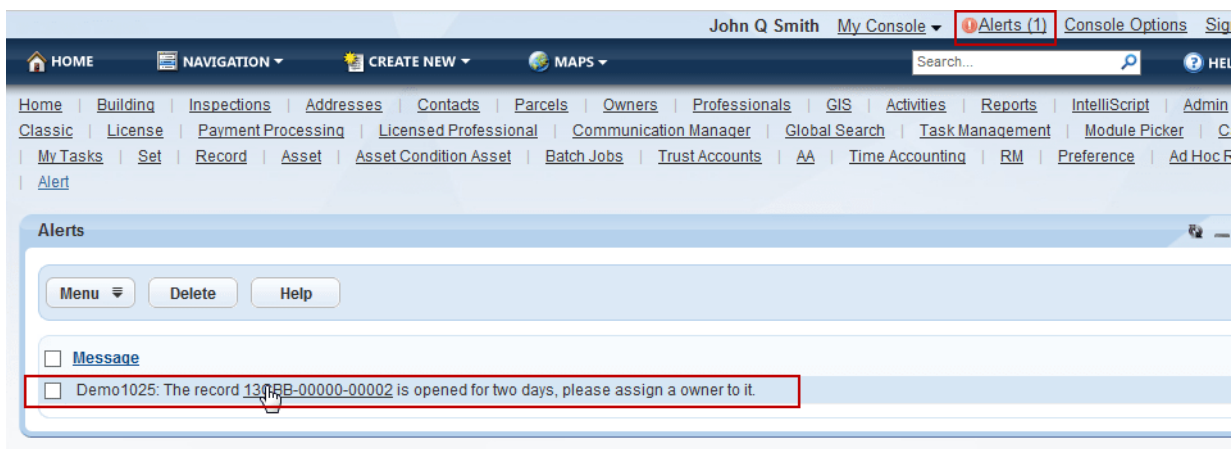 John Q Smith My Console Alerts (1) Console Options Sig
HOME NAVIGATION CREATE NEW MAPS Search... HEL
Home | Building | Inspections | Addresses | Contacts | Parcels | Owners | Professionals | GIS | Activities | Reports | IntelliScript | Admin
Classic | License | Payment Processing | Licensed Professional | Communication Manager | Global Search | Task Management | Module Picker | C
| My Tasks | Set | Record | Asset | Asset Condition Asset | Batch Jobs | Trust Accounts | AA | Time Accounting | RM | Preference | Ad Hoc R
| Alert
Alerts
Menu Delete Help
Message
Demo1025: The record is opened for two days, please assign a owner to it.